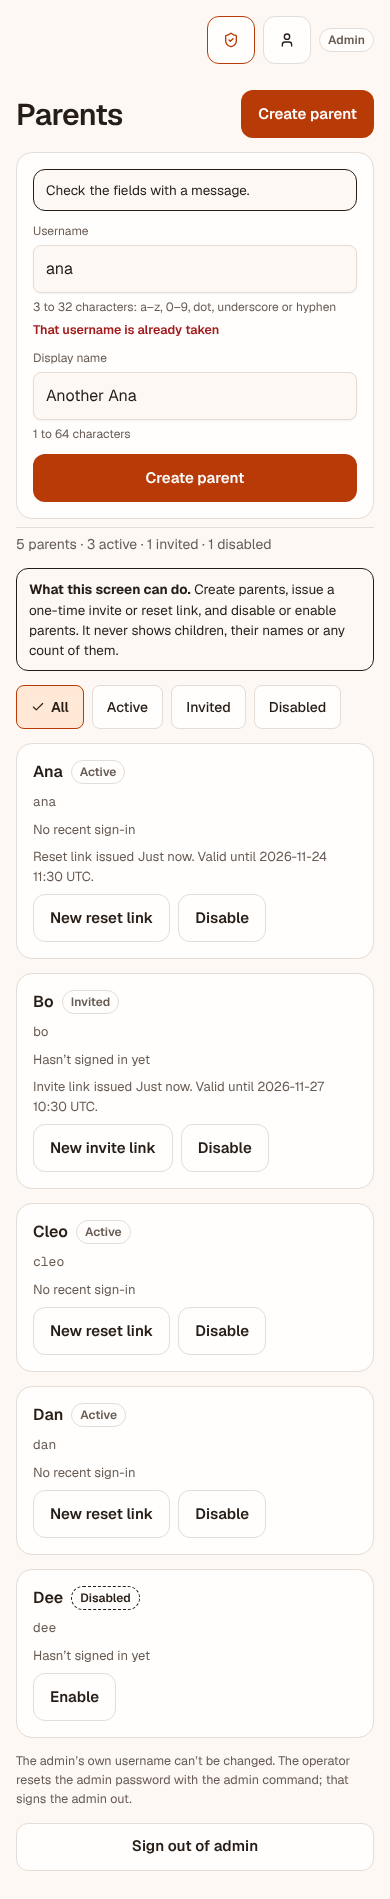 Admin
Parents
Create parent
Check the fields with a message.
Username
ana
3 to 32 characters: a–z, 0–9, dot, underscore or hyphen
That username is already taken
Display name
Another Ana
1 to 64 characters
Create parent
5 parents · 3 active · 1 invited · 1 disabled
What this screen can do. Create parents, issue a
one-time invite or reset link, and disable or enable
parents. It never shows children, their names or any
count of them.
All
Active
Invited
Disabled
Ana Active
ana
No recent sign-in
Reset link issued Just now. Valid until 2026-11-24
11:30 UTC.
New reset link
Disable
Bo Invited
bo
Hasn’t signed in yet
Invite link issued Just now. Valid until 2026-11-27
10:30 UTC.
New invite link
Disable
Cleo Active
cleo
No recent sign-in
New reset link
Disable
Dan Active
dan
No recent sign-in
New reset link
Disable
Dee Disabled
dee
Hasn’t signed in yet
Enable
The admin’s own username can’t be changed. The operator
resets the admin password with the admin command; that
signs the admin out.
Sign out of admin